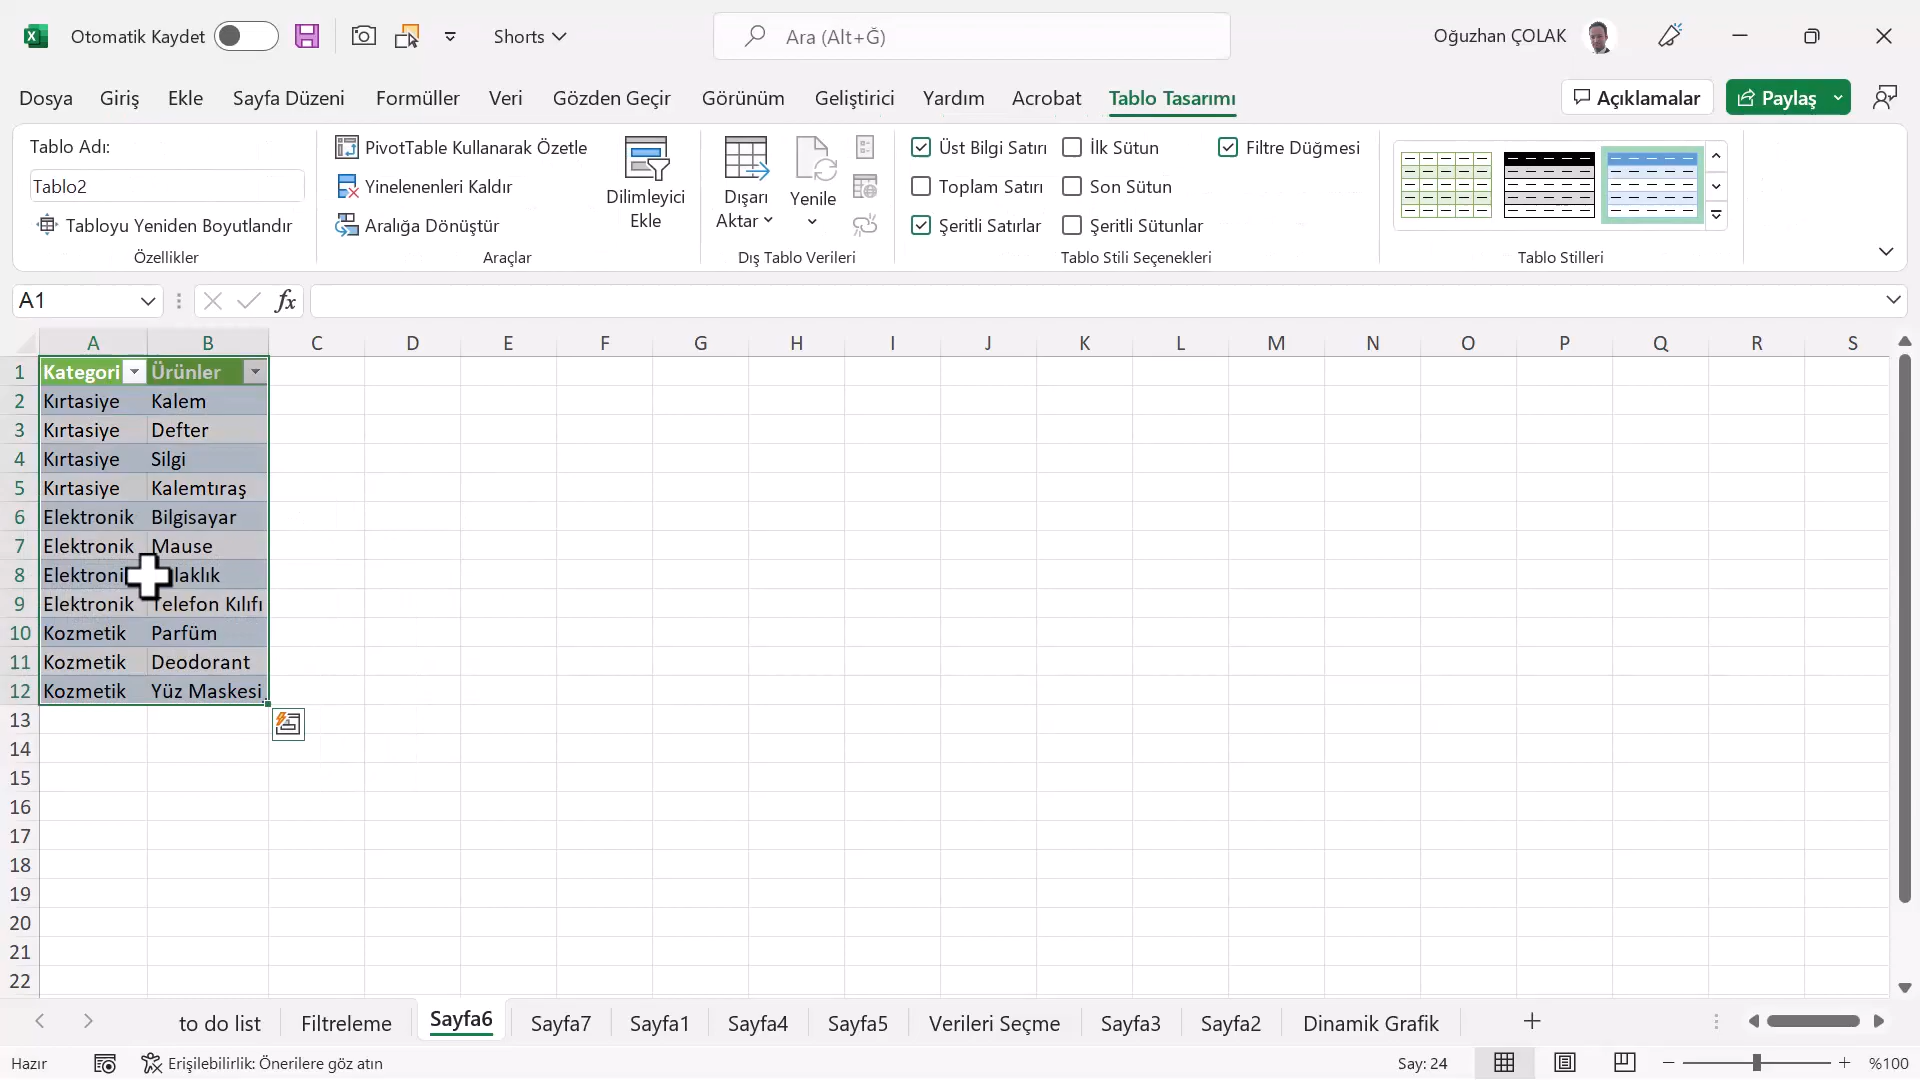 Otomatik Kaydet
Shorts
Ara (Alt+Ğ)
Oğuzhan ÇOLAK
Dosya Giriş Ekle Sayfa Düzeni Formüller Veri Gözden Geçir Görünüm Geliştirici Yardım Acrobat Tablo Tasarımı
Açıklamalar
Paylaş
Tablo Adı:
Tablo2
Tabloyu Yeniden Boyutlandır
Özellikler
PivotTable Kullanarak Özetle
Yinelenenleri Kaldır
Aralığa Dönüştür
Dilimleyici
Ekle
Araçlar
Dışarı
Aktar
Yenile
Dış Tablo Verileri
Üst Bilgi Satırı İlk Sütun Filtre Düğmesi
Toplam Satırı Son Sütun
Şeritli Satırlar Şeritli Sütunlar
Tablo Stili Seçenekleri
Tablo Stilleri
A1
fx
A B C D E F G H I J K L M N O P Q R S
1 Kategori Ürünler
2 Kırtasiye Kalem
3 Kırtasiye Defter
4 Kırtasiye Silgi
5 Kırtasiye Kalemtıraş
6 Elektronik Bilgisayar
7 Elektronik Mause
8
9 Elektronik Telefon Kılıfı
10 Kozmetik Parfüm
11 Kozmetik Deodorant
12 Kozmetik Yüz Maskesi
13
14
15
16
17
18
19
20
21
22
to do list Filtreleme Sayfa6 Sayfa7 Sayfa1 Sayfa4 Sayfa5 Verileri Seçme Sayfa3 Sayfa2 Dinamik Grafik
Hazır
Erişilebilirlik: Önerilere göz atın
Say: 24
%100